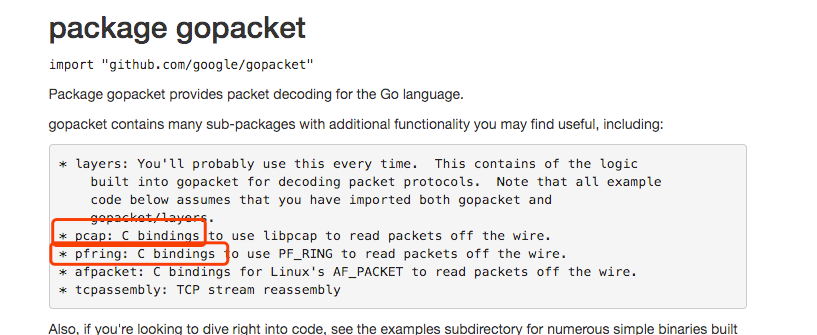 package gopacket
import "github.com/google/gopacket"
Package gopacket provides packet decoding for the Go language.
gopacket contains many sub-packages with additional functionality you may find useful, including:
* layers: You'll probably use this every time.  This contains of the logic
built into gopacket for decoding packet protocols.  Note that all example
code below assumes that you have imported both gopacket and
gopacket/layers.
* pcap: C bindings to use libpcap to read packets off the wire.
* pfring: C bindings to use PF_RING to read packets off the wire.
* afpacket: C bindings for Linux's AF_PACKET to read packets off the wire.
* tcpassembly: TCP stream reassembly
Also, if you're looking to dive right into code, see the examples subdirectory for numerous simple binaries built